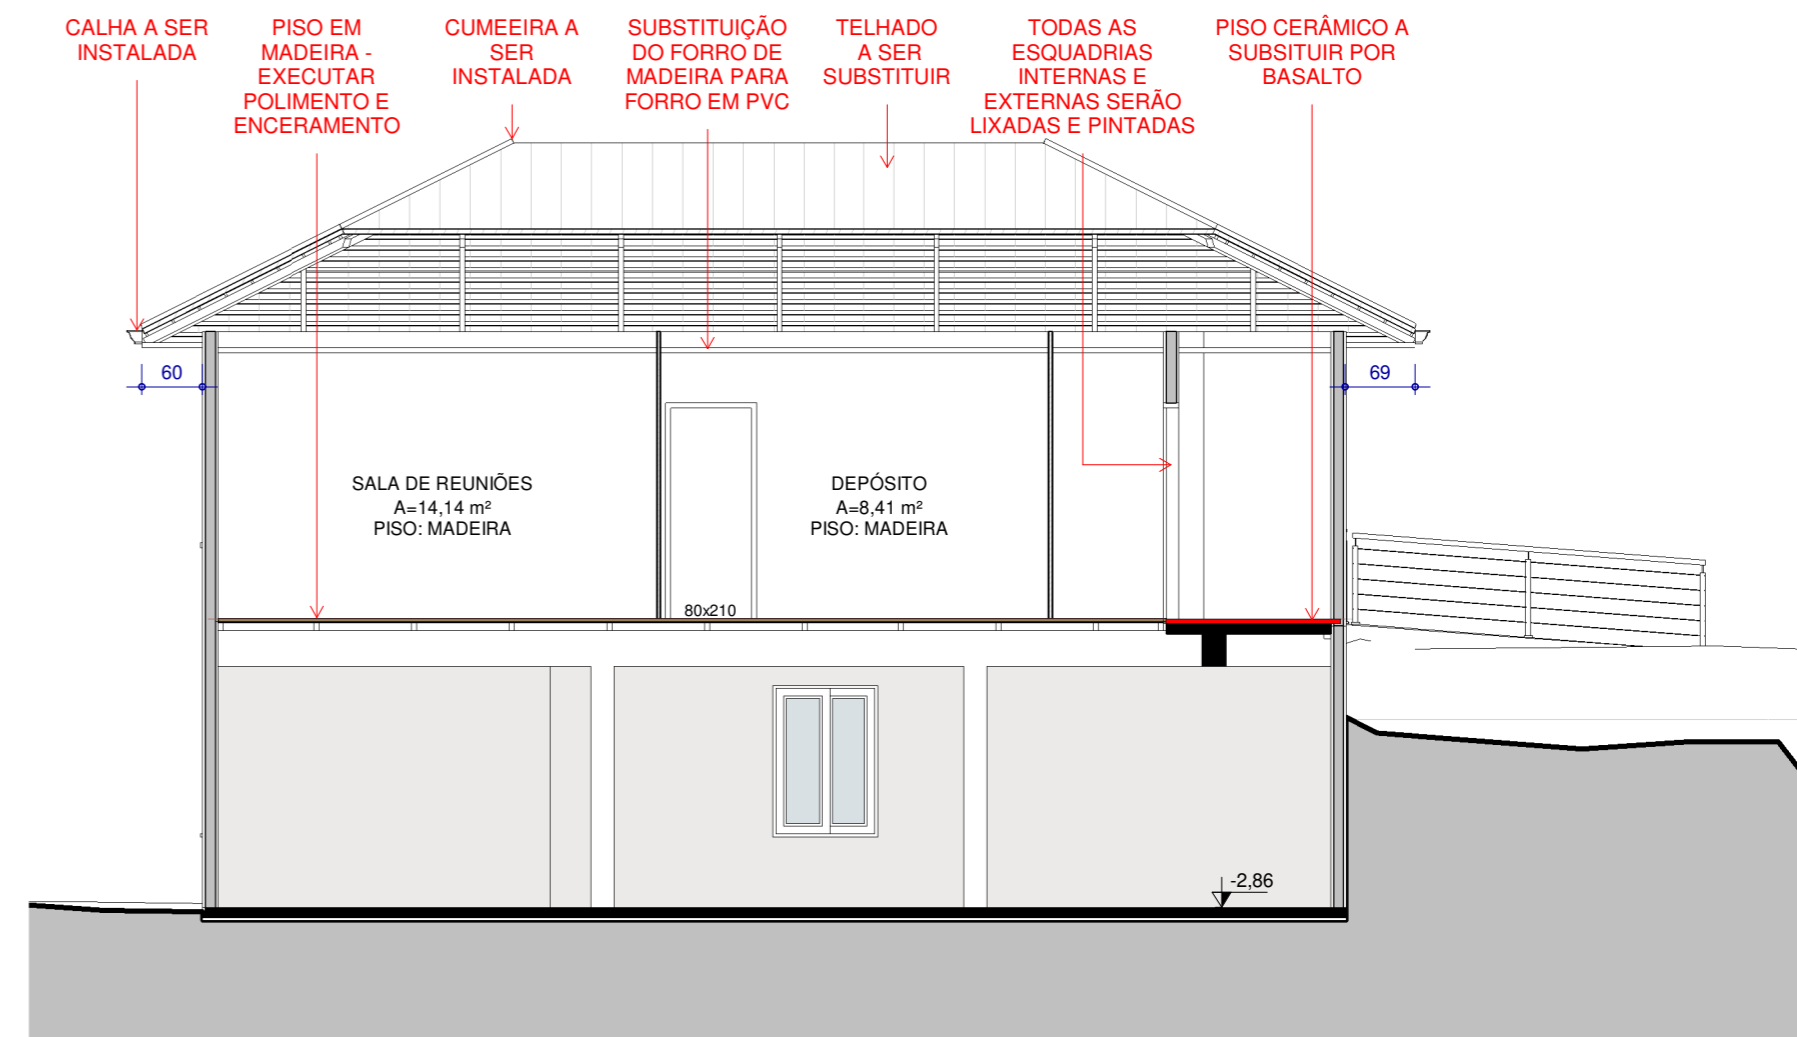 CALHA A SER
INSTALADA
PISO EM
MADEIRA -
EXECUTAR
POLIMENTO E
ENCERAMENTO
CUMEEIRA A
SER
INSTALADA
SUBSTITUIÇÃO
DO FORRO DE
MADEIRA PARA
FORRO EM PVC
TELHADO
A SER
SUBSTITUIR
TODAS AS
ESQUADRIAS
INTERNAS E
EXTERNAS SERÃO
LIXADAS E PINTADAS
PISO CERÂMICO A
SUBSITUIR POR
BASALTO
60
69
SALA DE REUNIÕES
A=14,14 m²
PISO: MADEIRA
DEPÓSITO
A=8,41 m²
PISO: MADEIRA
80x210
-2,86